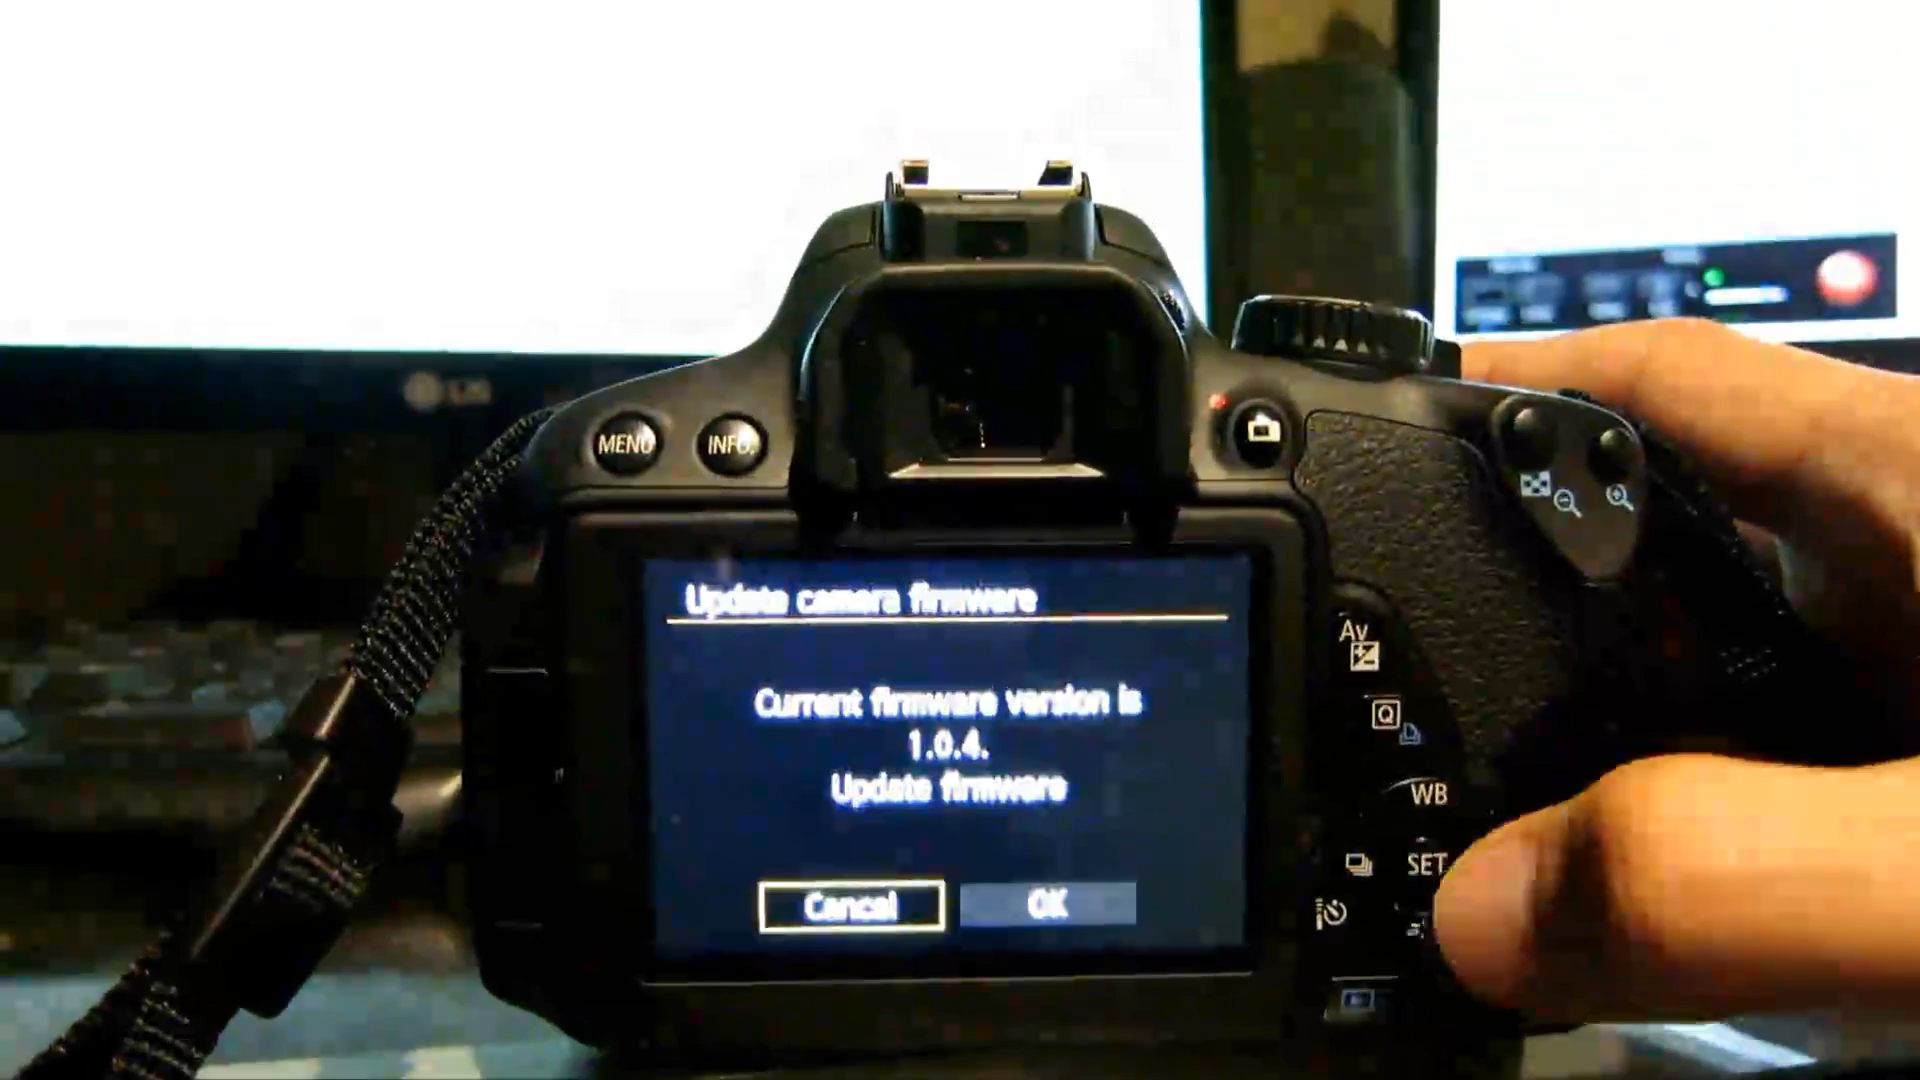 LG
MENU
INFO.
Update camera firmware
Current firmware version is
1.0.4.
Update firmware
Cancel
OK
Av
Q
WB
SET